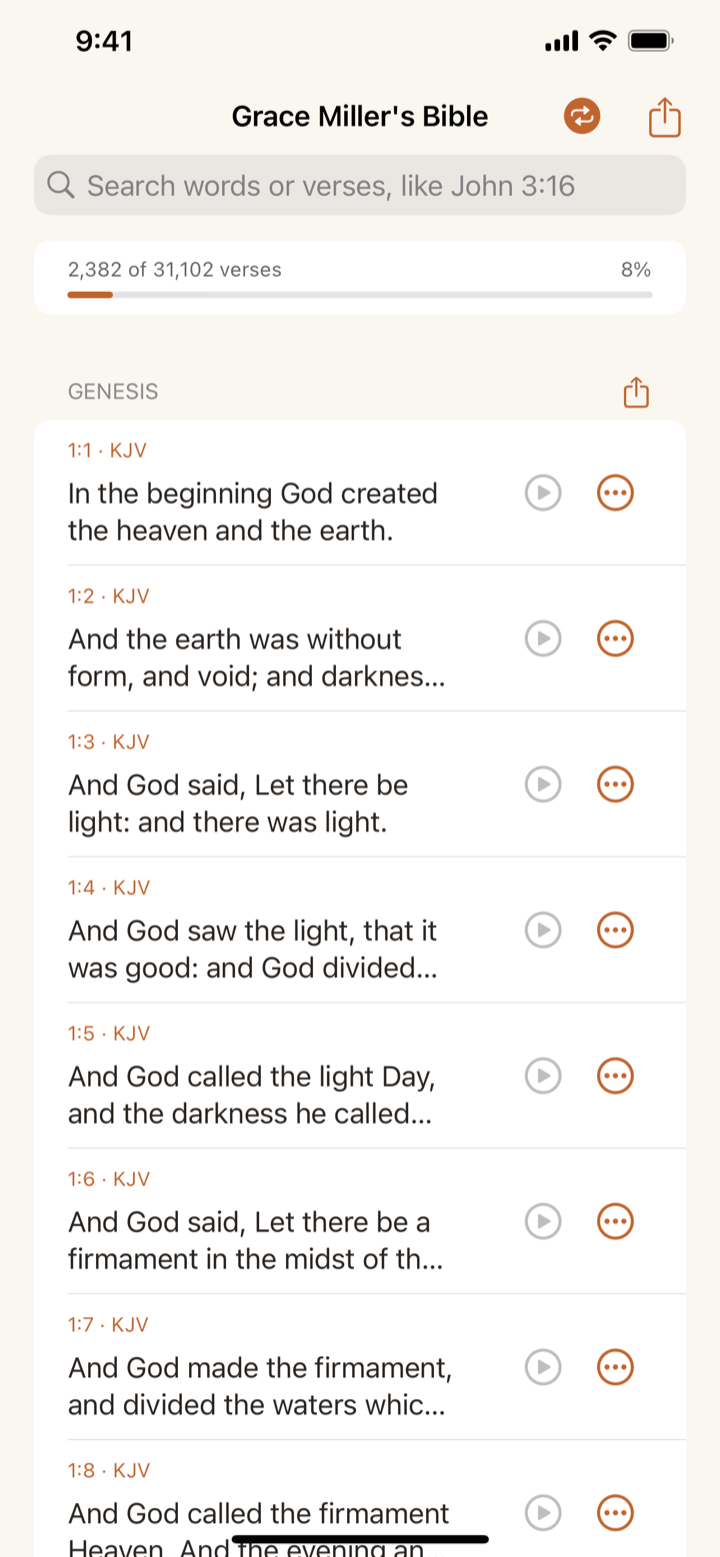 9:41
Grace Miller's Bible
Search words or verses, like John 3:16
2,382 of 31,102 verses
8%
GENESIS
1:1 · KJV
In the beginning God created
the heaven and the earth.
1:2 · KJV
And the earth was without
form, and void; and darknes...
1:3 · KJV
And God said, Let there be
light: and there was light.
1:4 · KJV
And God saw the light, that it
was good: and God divided...
1:5 · KJV
And God called the light Day,
and the darkness he called...
1:6 · KJV
And God said, Let there be a
firmament in the midst of th...
1:7 · KJV
And God made the firmament,
and divided the waters whic...
1:8 · KJV
And God called the firmament
Heaven. And the evening an...